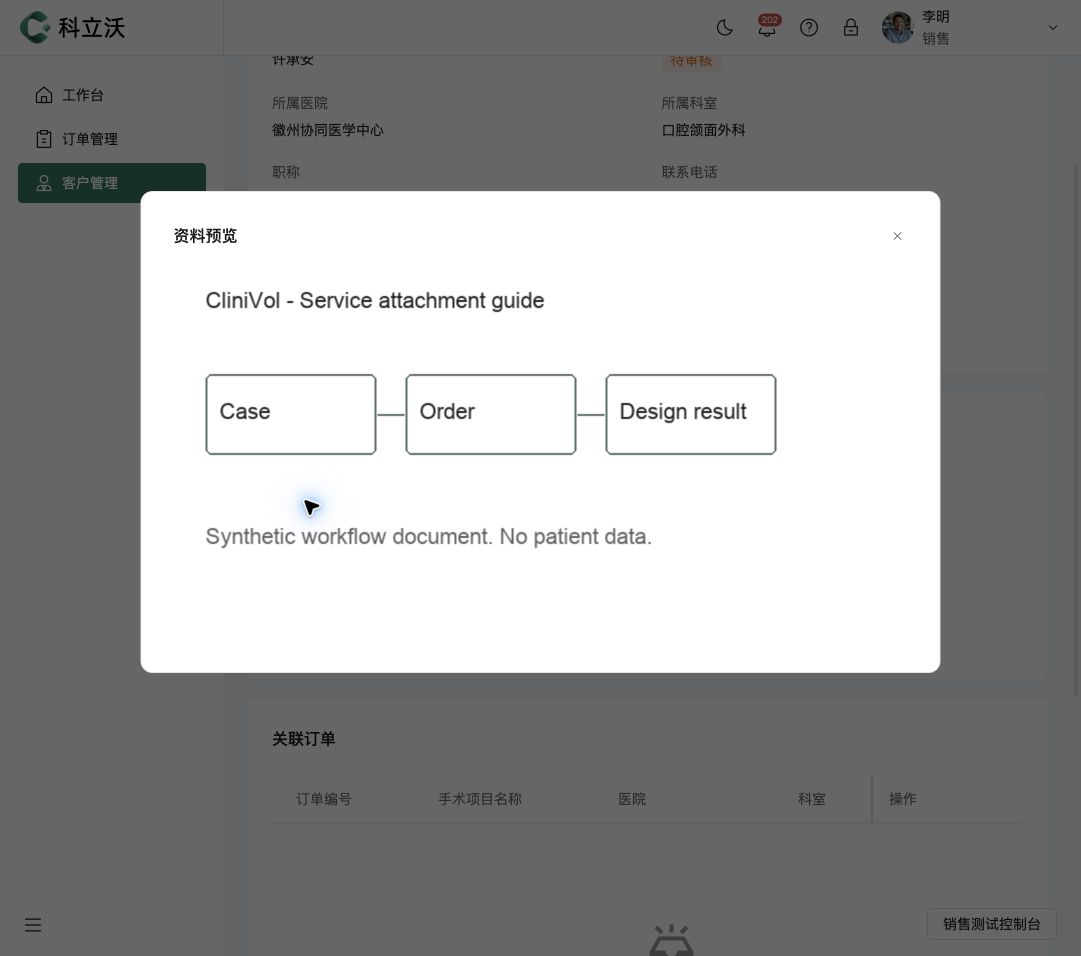 科立沃
202
李明
销售
工作台
订单管理
客户管理
许承安
待审核
所属医院
所属科室
徽州协同医学中心
口腔颌面外科
职称
联系电话
资料预览
CliniVol - Service attachment guide
Case
Order
Design result
Synthetic workflow document. No patient data.
关联订单
订单编号
手术项目名称
医院
科室
操作
销售测试控制台